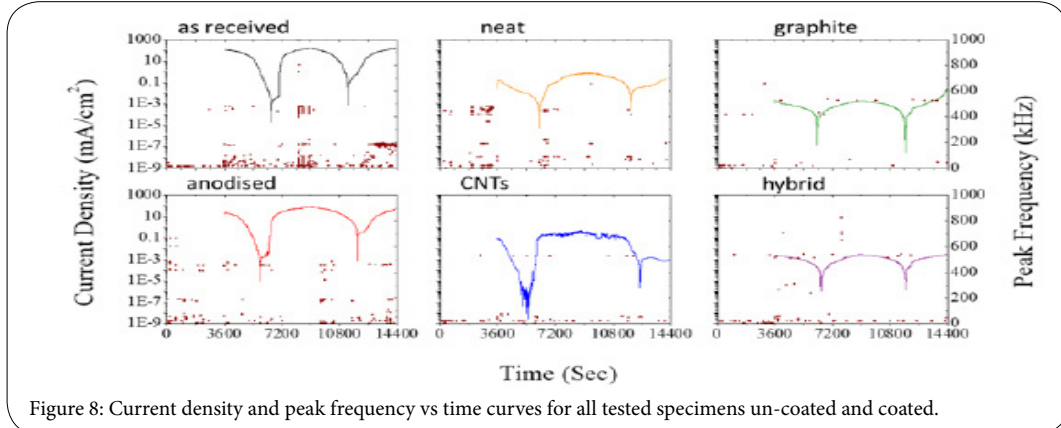 as received neat graphite
1000 1000
10 800
0.1 600
1E-3 400
1E-5 200
1E-7 0
1E-9
anodised CNTs hybrid
1000 1000
10 800
0.1 600
1E-3 400
1E-5 200
1E-7 0
1E-9
0 3600 7200 10800 14400 3600 7200 10800 14400 3600 7200 10800 14400
Current Density (mA/cm²)
Peak Frequency (kHz)
Time (Sec)
Figure 8: Current density and peak frequency vs time curves for all tested specimens un-coated and coated.